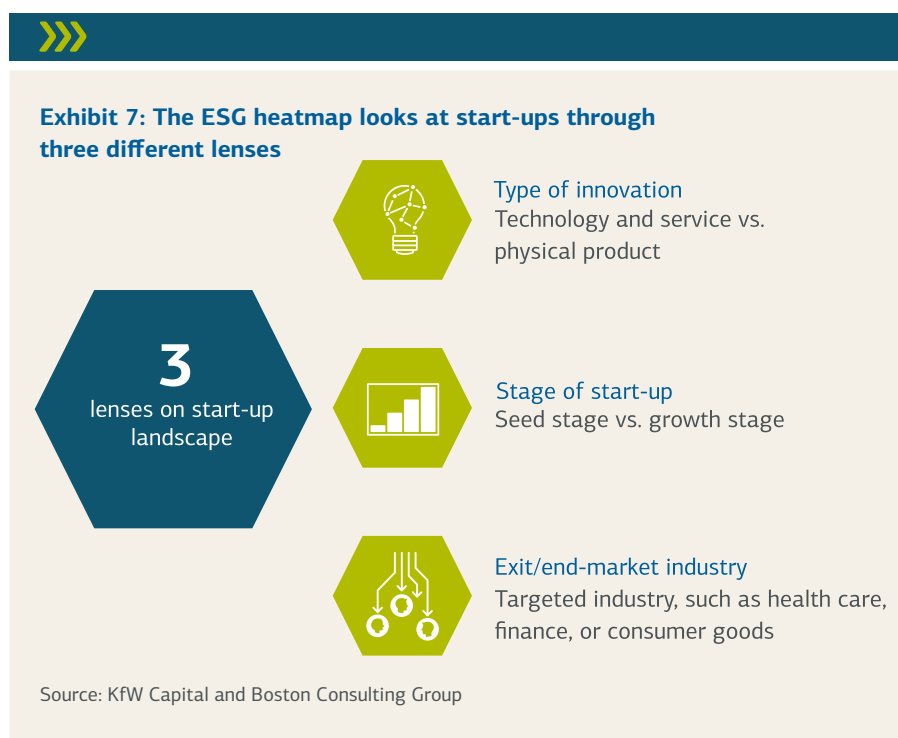 Exhibit 7: The ESG heatmap looks at start-ups through
three different lenses
3
lenses on start-up
landscape
Type of innovation
Technology and service vs.
physical product
Stage of start-up
Seed stage vs. growth stage
Exit/end-market industry
Targeted industry, such as health care,
finance, or consumer goods
Source: KfW Capital and Boston Consulting Group